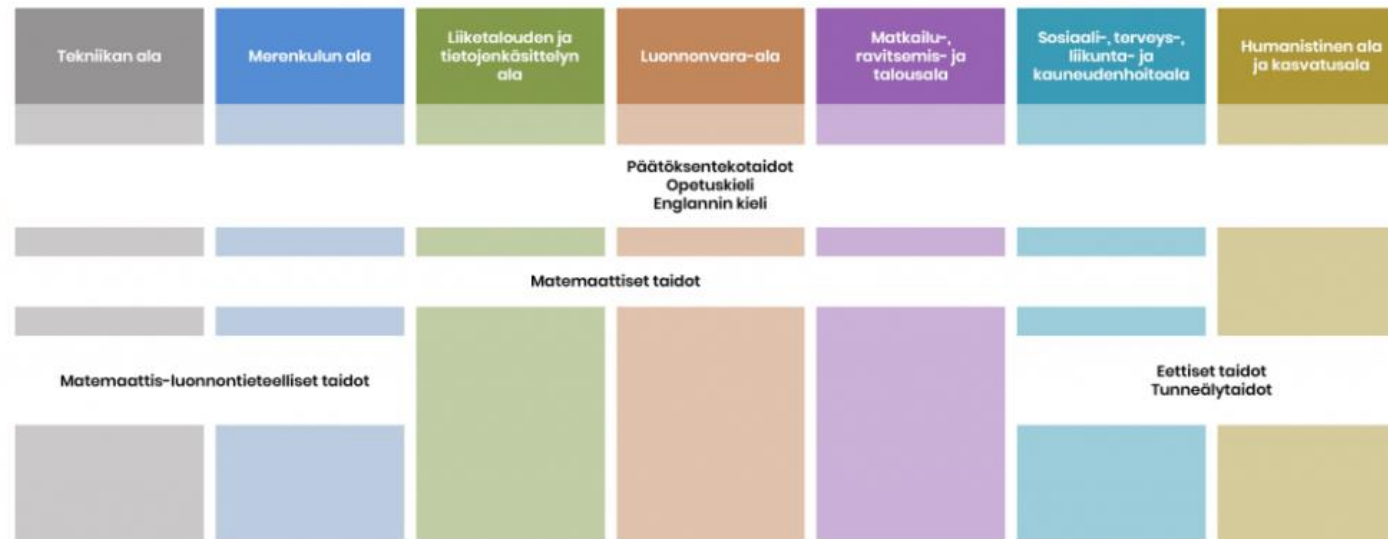 Tekniikan ala
Merenkulun ala
Liiketalouden ja
tietojenkäsittelyn
ala
Luonnonvara-ala
Matkailu-,
ravitsemis- ja
talousala
Sosiaali-, terveys-,
liikunta- ja
kauneudenhoitoala
Humanistinen ala
ja kasvatusala
Päätöksentekotaidot
Opetuskieli
Englannin kieli
Matemaattiset taidot
Matemaattis-luonnontieteelliset taidot
Eettiset taidot
Tunneälytaidot